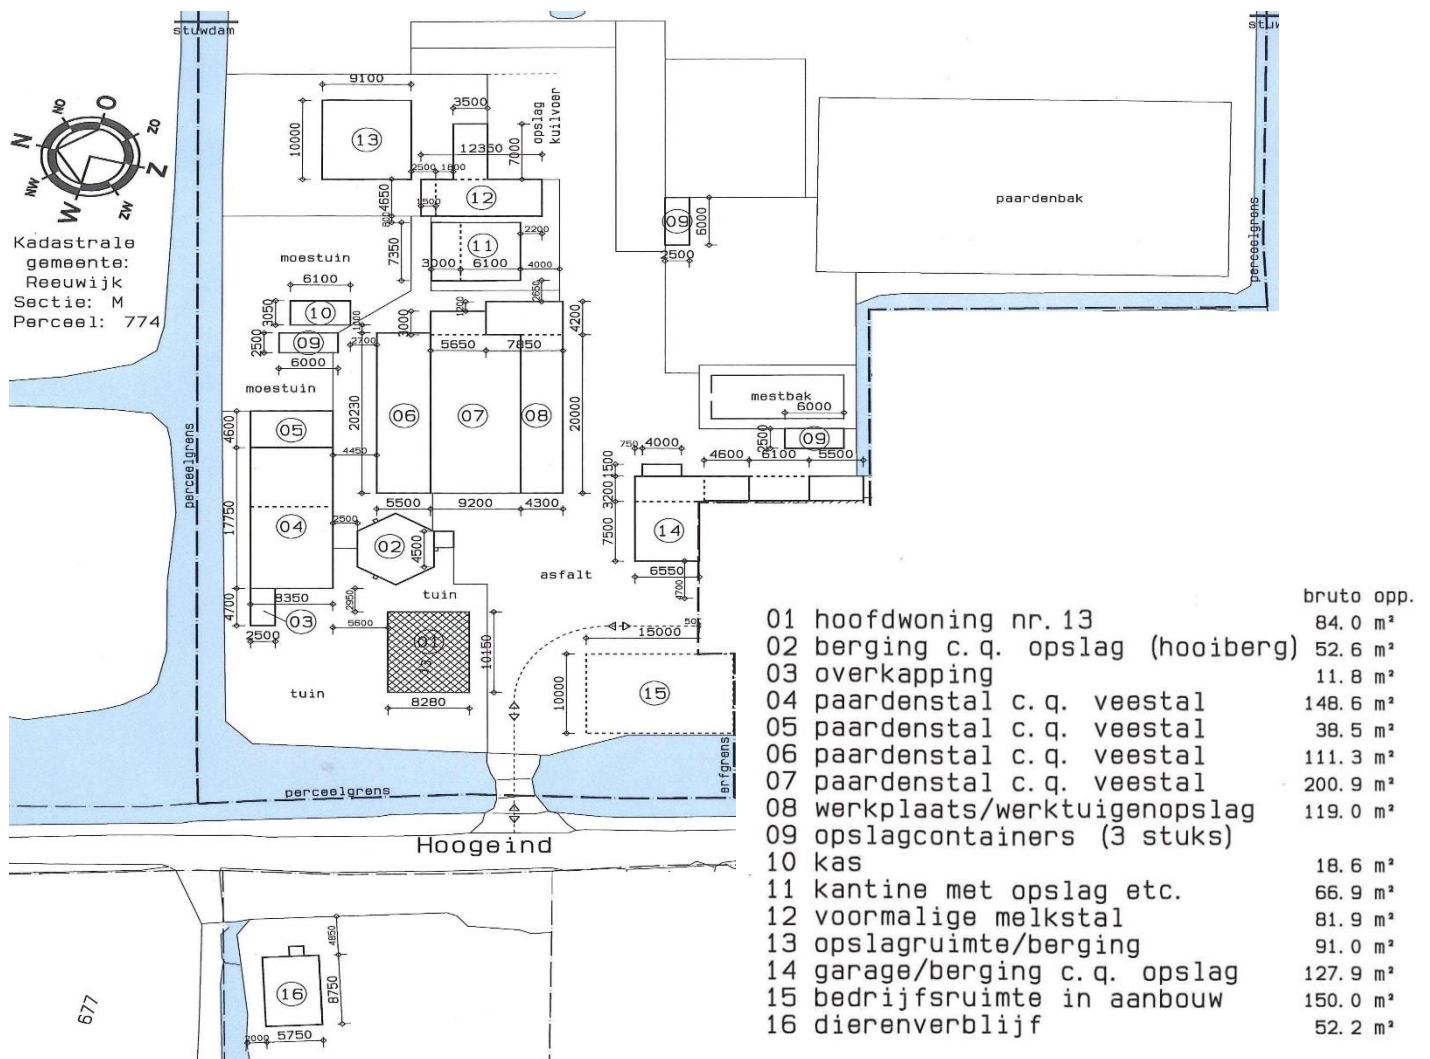 stuwdam
stuw
9100
3500
opslag
kuilvoer
10000
13
12350
7000
2500
1800
N
NO
O
ZO
Z
ZW
W
NW
4650
1500
12
600
paardenbak
09
6000
2500
perceelgrens
Kadastrale
gemeente:
Reeuwijk
Sectie: M
Perceel: 774
moestuin
6100
7350
11
2200
3000
6100
4000
2650
3050
10
1200
3000
4200
2500
09
2700
5650
7850
6000
moestuin
mestbak
6000
2500
09
4600
05
20230
06
07
08
20000
perceelgrens
4450
750
4000
1500
4600
6100
5500
3200
17750
04
2500
5500
9200
4300
02
4500
7500
14
asfalt
6550
4700
8350
2950
tuin
4700
03
2500
5600
01
13
10150
15000
500
tuin
8280
10000
15
perceelgrens
erfgrens
Hoogeind
4850
16
8750
2000
5750
677
bruto opp.
01 hoofdwoning nr. 13 84.0 m²
02 berging c.q. opslag (hooiberg) 52.6 m²
03 overkapping 11.8 m²
04 paardenstal c.q. veestal 148.6 m²
05 paardenstal c.q. veestal 38.5 m²
06 paardenstal c.q. veestal 111.3 m²
07 paardenstal c.q. veestal 200.9 m²
08 werkplaats/werktuigenopslag 119.0 m²
09 opslagcontainers (3 stuks)
10 kas 18.6 m²
11 kantine met opslag etc. 66.9 m²
12 voormalige melkstal 81.9 m²
13 opslagruimte/berging 91.0 m²
14 garage/berging c.q. opslag 127.9 m²
15 bedrijfsruimte in aanbouw 150.0 m²
16 dierenverblijf 52.2 m²